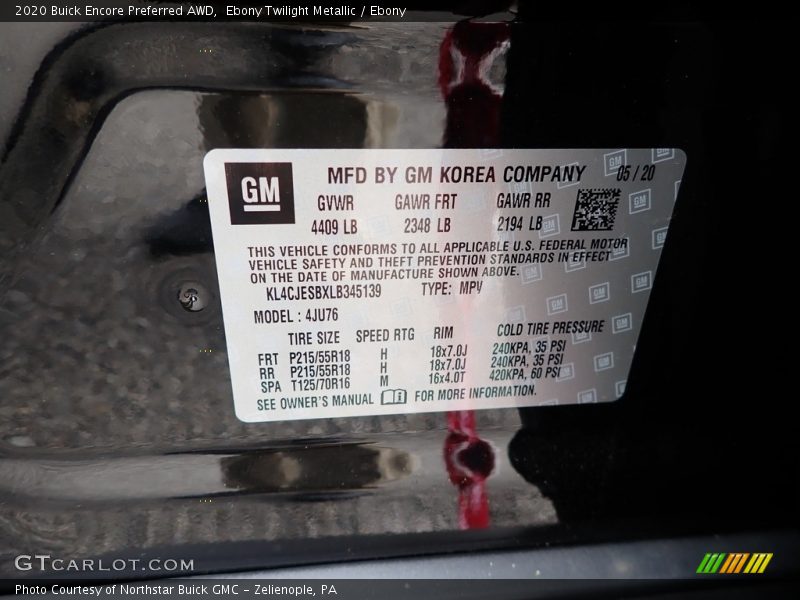 2020 Buick Encore Preferred AWD, Ebony Twilight Metallic / Ebony
GM
MFD BY GM KOREA COMPANY 05/20
GVWR GAWR FRT GAWR RR
4409 LB 2348 LB 2194 LB
THIS VEHICLE CONFORMS TO ALL APPLICABLE U.S. FEDERAL MOTOR
VEHICLE SAFETY AND THEFT PREVENTION STANDARDS IN EFFECT
ON THE DATE OF MANUFACTURE SHOWN ABOVE.
KL4CJESBXLB345139 TYPE: MPV
MODEL: 4JU76
TIRE SIZE SPEED RTG RIM COLD TIRE PRESSURE
FRT P215/55R18 H 18x7.0J 240KPA, 35 PSI
RR P215/55R18 H 18x7.0J 240KPA, 35 PSI
SPA T125/70R16 M 16x4.0T 420KPA, 60 PSI
SEE OWNER'S MANUAL FOR MORE INFORMATION.
GTCARLOT.COM
Photo Courtesy of Northstar Buick GMC - Zelienople, PA